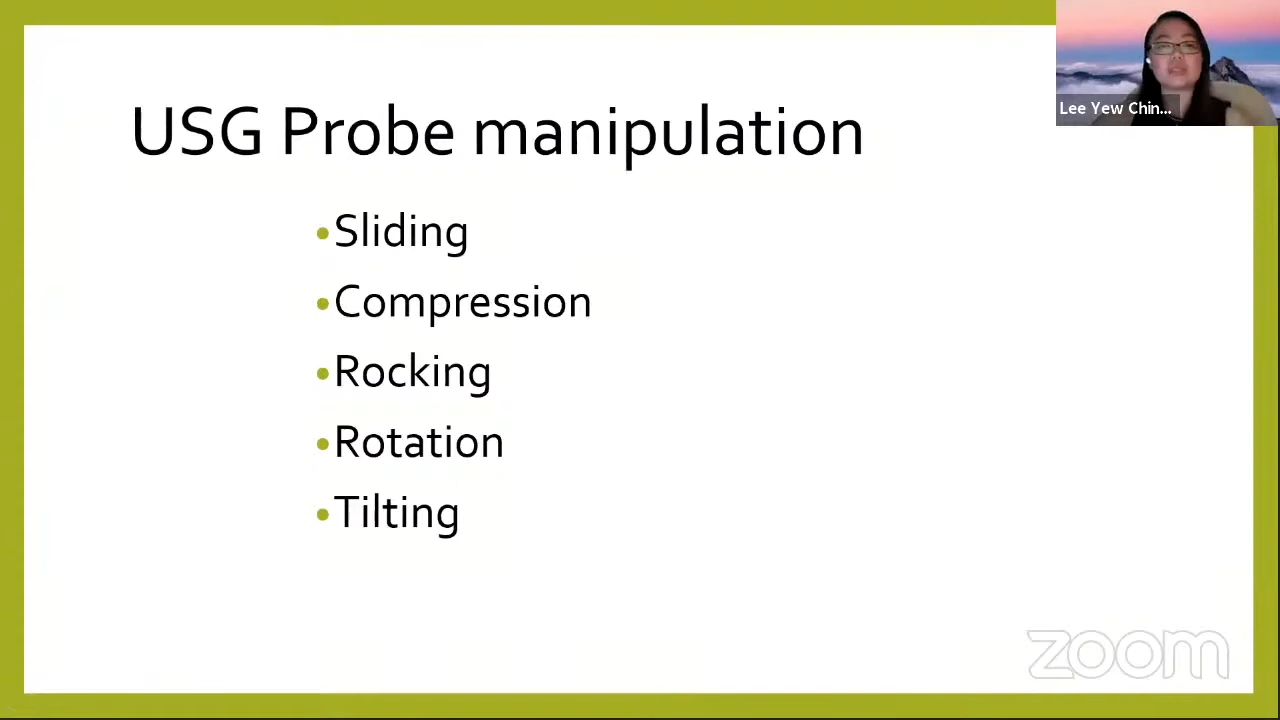 USG Probe manipulation
Lee Yew Chin...
•Sliding
•Compression
•Rocking
•Rotation
•Tilting
zoom